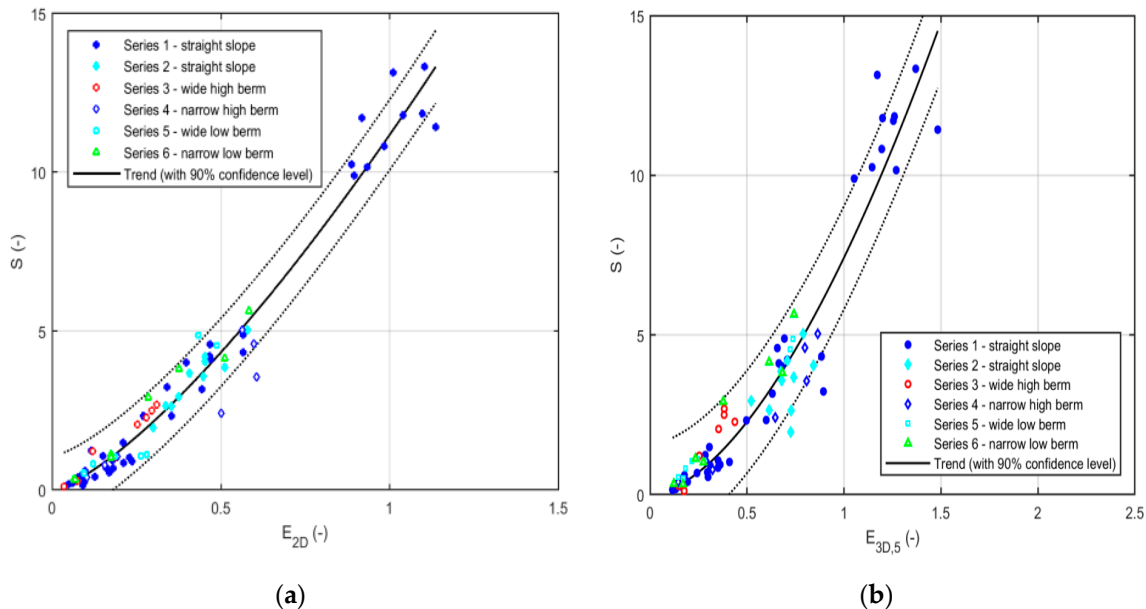 15
10
5
0
S (-)
Series 1 - straight slope
Series 2 - straight slope
Series 3 - wide high berm
Series 4 - narrow high berm
Series 5 - wide low berm
Series 6 - narrow low berm
Trend (with 90% confidence level)
0 0.5 1 1.5
E2D (-)
(a)
15
10
5
0
S (-)
Series 1 - straight slope
Series 2 - straight slope
Series 3 - wide high berm
Series 4 - narrow high berm
Series 5 - wide low berm
Series 6 - narrow low berm
Trend (with 90% confidence level)
0 0.5 1 1.5 2 2.5
E3D,5 (-)
(b)